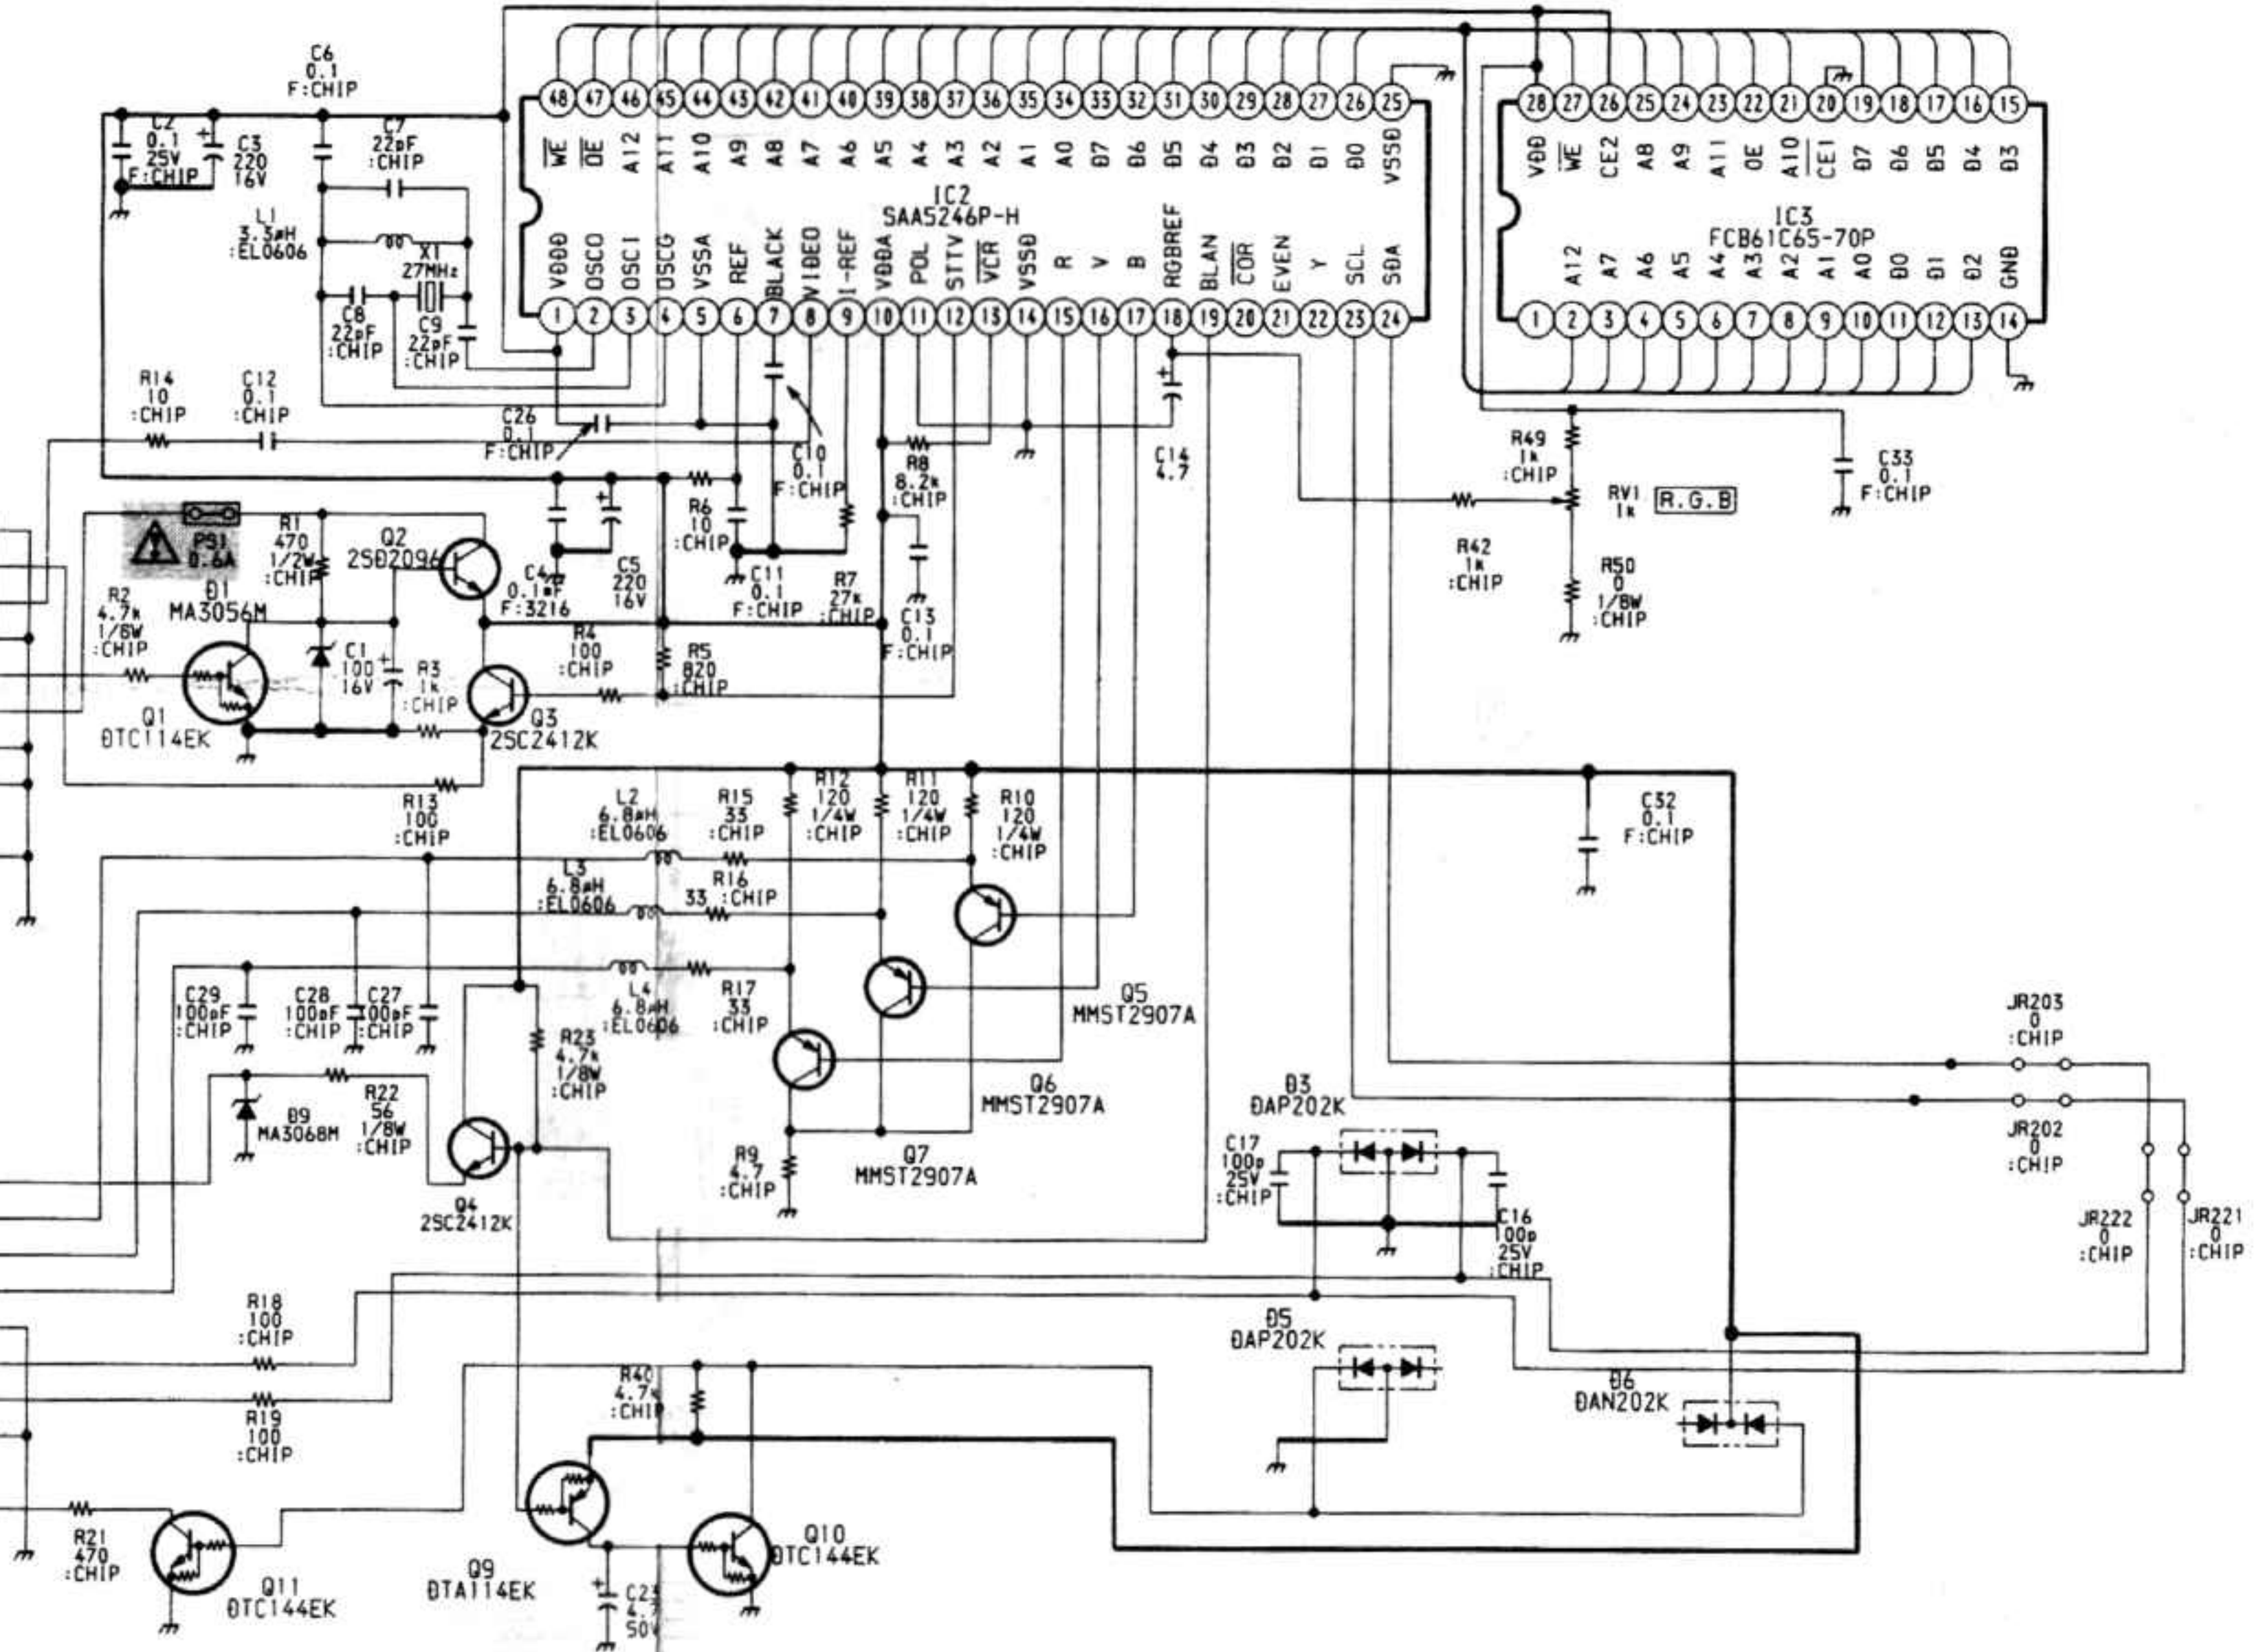 C6
0.1
F:CHIP
C2
0.1
25V
F:CHIP
C3
220
16V
C7
22pF
:CHIP
L1
3.3µH
:EL0606
X1
27MHz
C8
22pF
:CHIP
C9
22pF
:CHIP
R14
10
:CHIP
C12
0.1
:CHIP
48 47 46 45 44 43 42 41 40 39 38 37 36 35 34 33 32 31 30 29 28 27 26 25
WE OE A12 A11 A10 A9 A8 A7 A6 A5 A4 A3 A2 A1 A0 D7 D6 D5 D4 D3 D2 D1 D0 VSSD
IC2
SAA5246P-H
VDDD OSCO OSCI OSCG VSSA REF BLACK VIDEO I-REF VDDA POL STTV VCR VSSD R V B RGBREF BLAN COR EVEN Y SCL SDA
1 2 3 4 5 6 7 8 9 10 11 12 13 14 15 16 17 18 19 20 21 22 23 24
28 27 26 25 24 23 22 21 20 19 18 17 16 15
VDD WE CE2 A8 A9 A11 OE A10 CE1 D7 D6 D5 D4 D3
IC3
FCB61C65-70P
A12 A7 A6 A5 A4 A3 A2 A1 A0 D0 D1 D2 GND
1 2 3 4 5 6 7 8 9 10 11 12 13 14
C26
0.1
F:CHIP
C10
0.1
F:CHIP
R8
8.2k
:CHIP
C14
4.7
R49
1k
:CHIP
RV1
1k
R.G.B
C33
0.1
F:CHIP
R42
1k
:CHIP
R50
0
1/8W
:CHIP
PS1
0.6A
R1
470
1/2W
:CHIP
Q2
2SD2096
D1
MA3056M
R2
4.7k
1/8W
:CHIP
C4
F:3216
C5
220
16V
R6
10
:CHIP
C11
0.1
F:CHIP
R7
27k
:CHIP
C13
0.1
F:CHIP
R4
100
:CHIP
R5
820
:CHIP
C1
100
16V
R3
1k
:CHIP
Q1
DTC114EK
Q3
2SC2412K
R13
100
:CHIP
L2
6.8µH
:EL0606
R15
33
:CHIP
R12
120
1/4W
:CHIP
R11
120
1/4W
:CHIP
R10
120
1/4W
:CHIP
C32
0.1
F:CHIP
L3
6.8µH
:EL0606
R16
33 :CHIP
C29
100pF
:CHIP
C28
100pF
:CHIP
C27
100pF
:CHIP
L4
6.8µH
:EL0606
R17
33
:CHIP
R23
4.7k
1/8W
:CHIP
Q5
MMST2907A
Q6
MMST2907A
Q7
MMST2907A
D9
MA3068M
R22
56
1/8W
:CHIP
Q4
2SC2412K
R9
4.7
:CHIP
D3
DAP202K
C17
100p
25V
:CHIP
C16
100p
25V
:CHIP
JR203
0
:CHIP
JR202
0
:CHIP
JR222
0
:CHIP
JR221
0
:CHIP
R18
100
:CHIP
R19
100
:CHIP
D5
DAP202K
D6
DAN202K
R40
4.7k
:CHIP
R21
470
:CHIP
Q11
DTC144EK
Q9
DTA114EK
C23
4.7
50V
Q10
DTC144EK